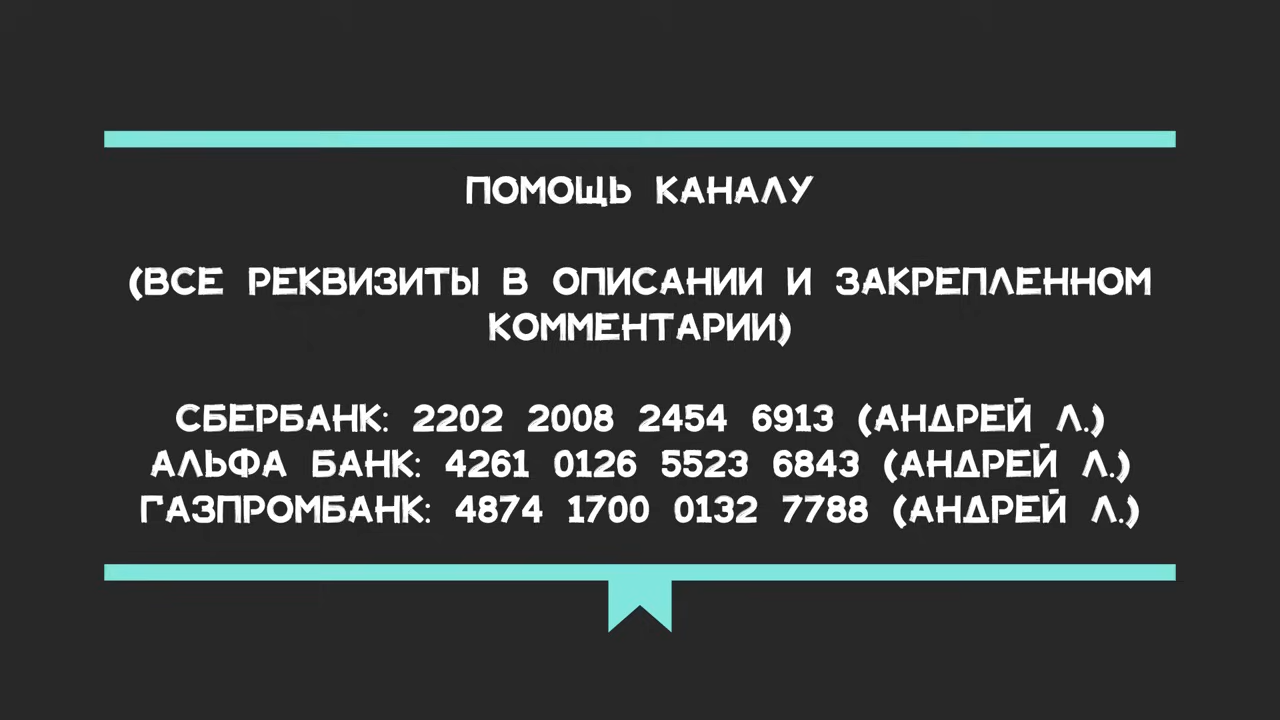 ПОМОЩЬ КАНАЛУ
(ВСЕ РЕКВИЗИТЫ В ОПИСАНИИ И ЗАКРЕПЛЕННОМ
КОММЕНТАРИИ)
СБЕРБАНК: 2202 2008 2454 6913 (АНДРЕЙ Л.)
АЛЬФА БАНК: 4261 0126 5523 6843 (АНДРЕЙ Л.)
ГАЗПРОМБАНК: 4874 1700 0132 7788 (АНДРЕЙ Л.)